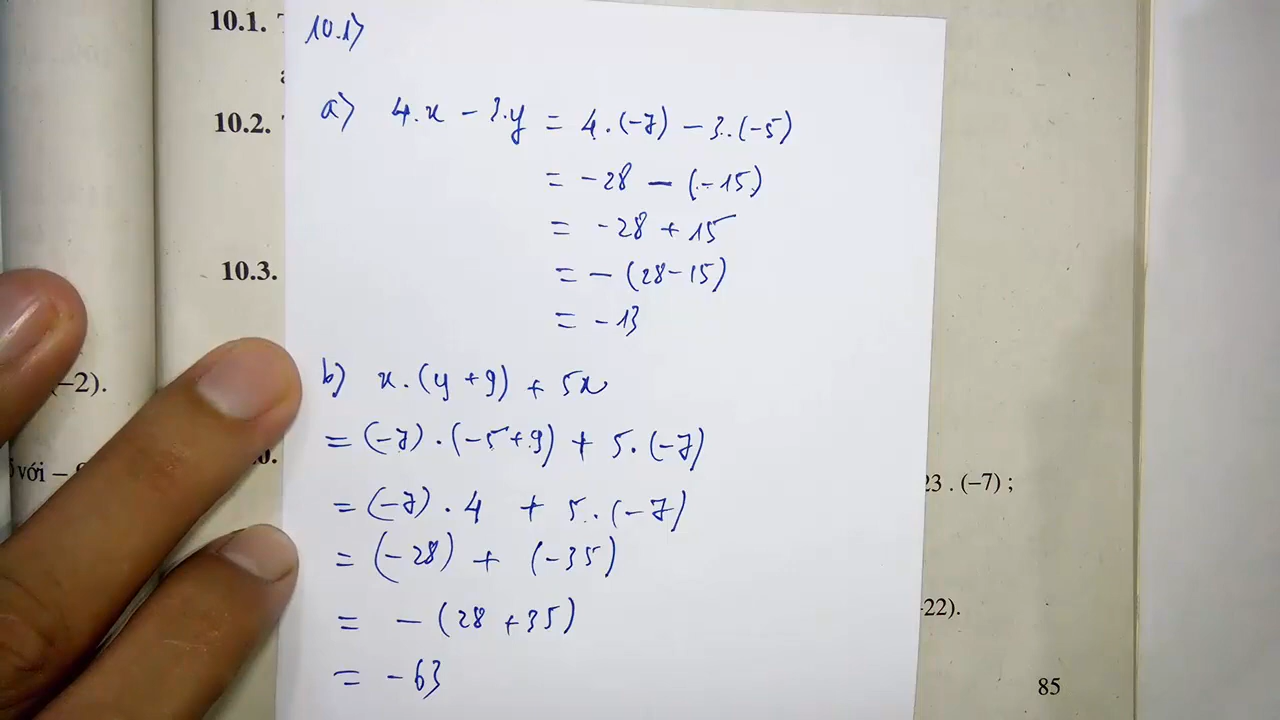 10.1.
10.2.
10.3.
(–2).
với –
0.
10.1)
a) 4.x - 3.y = 4.(-7) - 3.(-5)
= -28 - (-15)
= -28 + 15
= -(28-15)
= -13
b) x.(y+9) + 5x
= (-7).(-5+9) + 5.(-7)
= (-7).4 + 5.(-7)
= (-28) + (-35)
= -(28+35)
= -63
23 . (–7) ;
-22).
85